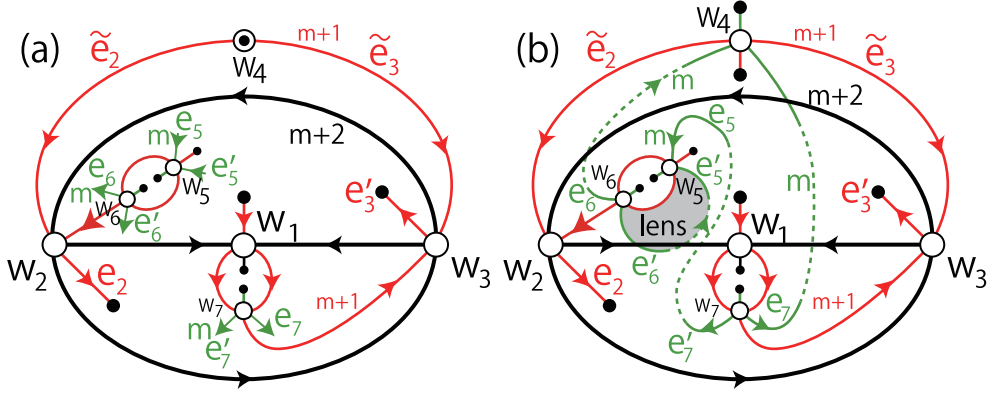 (a)
ẽ₂
m+1
ẽ₃
w₄
m+2
m
e₅
e₆
e′₅
m
w₅
w₆
e′₆
e′₃
w₁
w₂
w₃
e₂
w₇
m+1
m
e₇
e′₇
(b)
w₄
ẽ₂
m+1
ẽ₃
m
m+2
m
e₅
w₆
e′₅
e₆
w₅
m
e′₃
lens
w₁
w₂
w₃
e′₆
e₂
w₇
m+1
e₇
e′₇